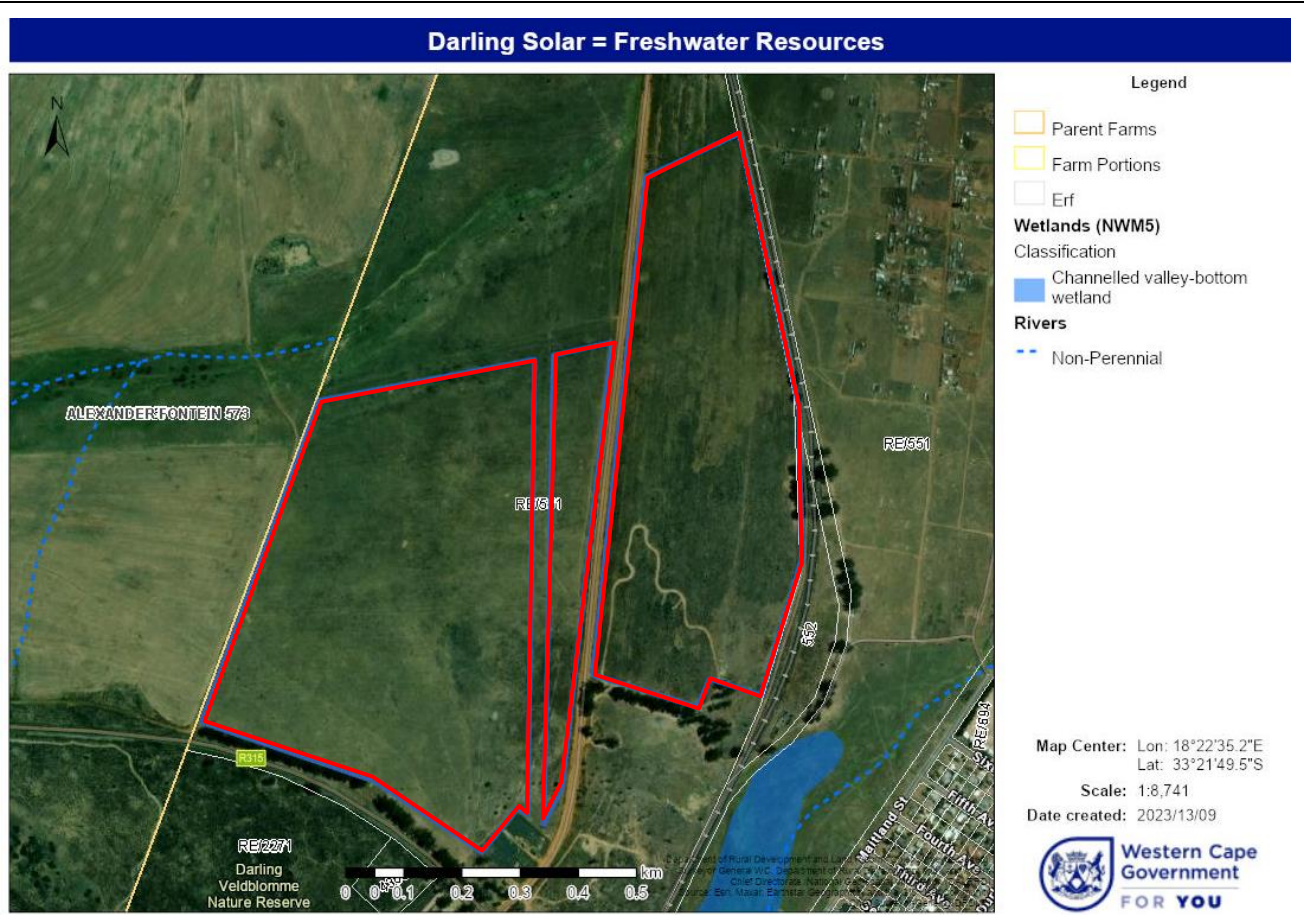 Darling Solar = Freshwater Resources
N
ALEXANDER'FONTEIN 573
RE/551
RE/551
552
RE/694
R315
RE/2271
Darling
Veldblomme
Nature Reserve
Maitland St
Fifth Av
Fourth Ave
Third Ave
0 0.1 0.2 0.3 0.4 0.5 km
Legend
Parent Farms
Farm Portions
Erf
Wetlands (NWM5)
Classification
Channelled valley-bottom
wetland
Rivers
Non-Perennial
Map Center: Lon: 18°22'35.2"E
Lat: 33°21'49.5"S
Scale: 1:8,741
Date created: 2023/13/09
Western Cape
Government
FOR YOU